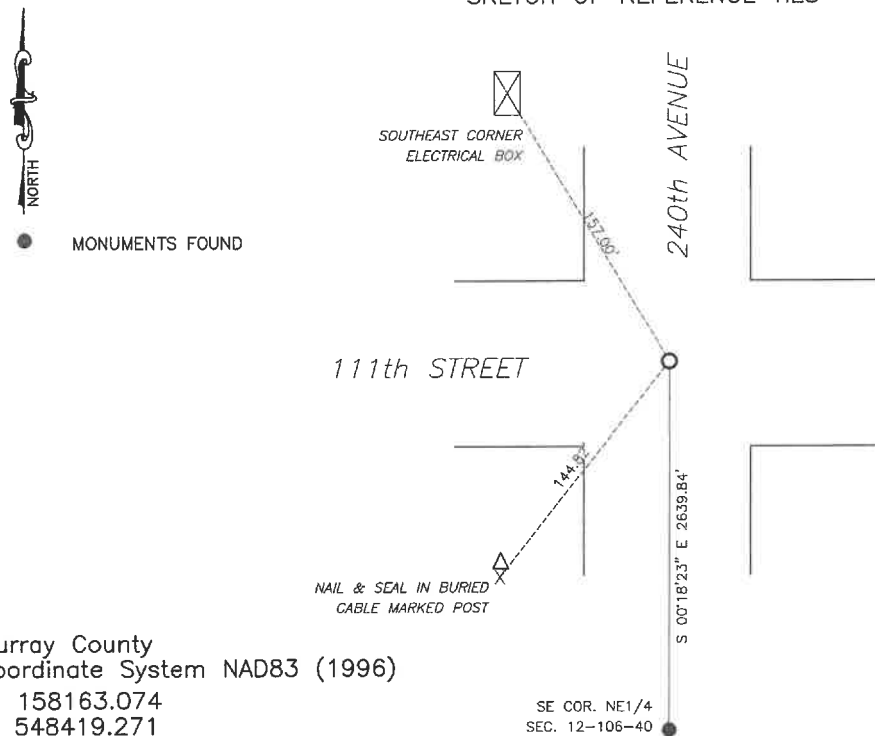 SKETCH OF REFERENCE TIES
NORTH
MONUMENTS FOUND
SOUTHEAST CORNER
ELECTRICAL BOX
240th AVENUE
157.00'
111th STREET
144.82'
NAIL & SEAL IN BURIED
CABLE MARKED POST
S 00°18'23" E 2639.84'
SE COR. NE1/4
SEC. 12-106-40
urray County
oordinate System NAD83 (1996)
158163.074
548419.271